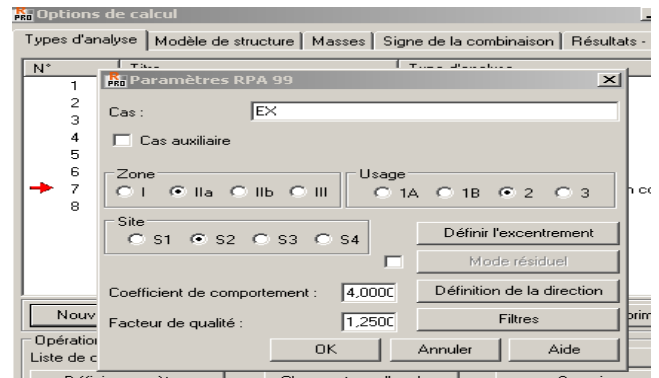 Options de calcul
Types d'analyse Modèle de structure Masses Signe de la combinaison Résultats -
N°
Paramètres RPA 99
1
2
3
4
5
6
7
8
Cas : EX
Cas auxiliaire
Zone
I IIa IIb III
Usage
1A 1B 2 3
Site
S1 S2 S3 S4
Définir l'excentrement
Mode résiduel
Coefficient de comportement : 4,0000
Définition de la direction
Facteur de qualité : 1,2500
Filtres
OK Annuler Aide
Nouv
Liste de c